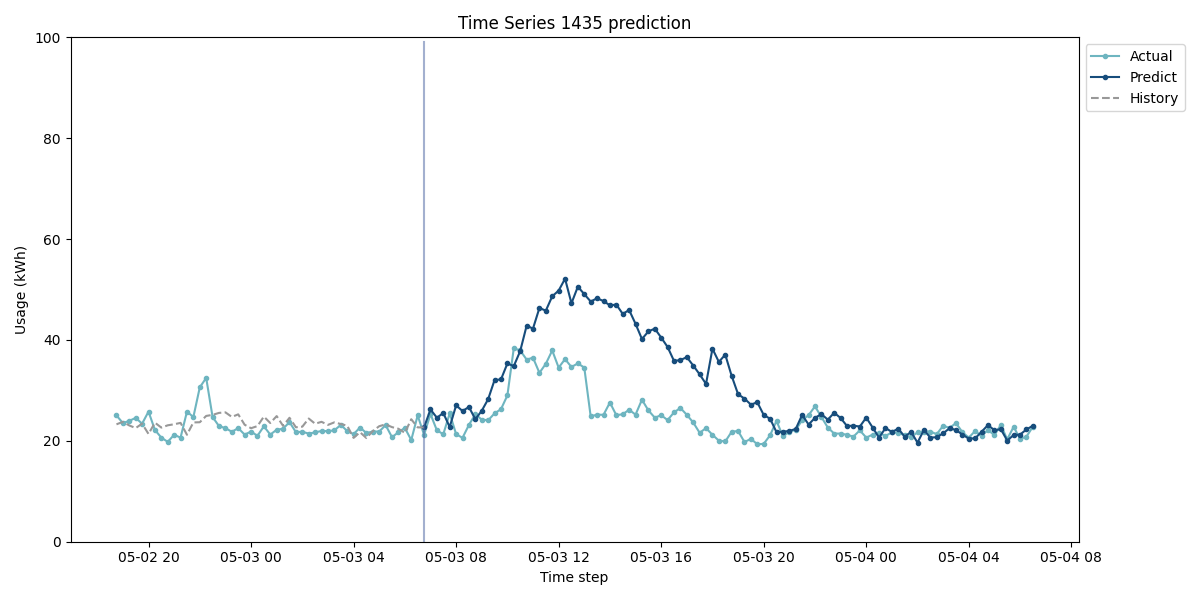 Time Series 1435 prediction
Usage (kWh)
100
80
60
40
20
0
05-02 20
05-03 00
05-03 04
05-03 08
05-03 12
05-03 16
05-03 20
05-04 00
05-04 04
05-04 08
Time step
Actual
Predict
History